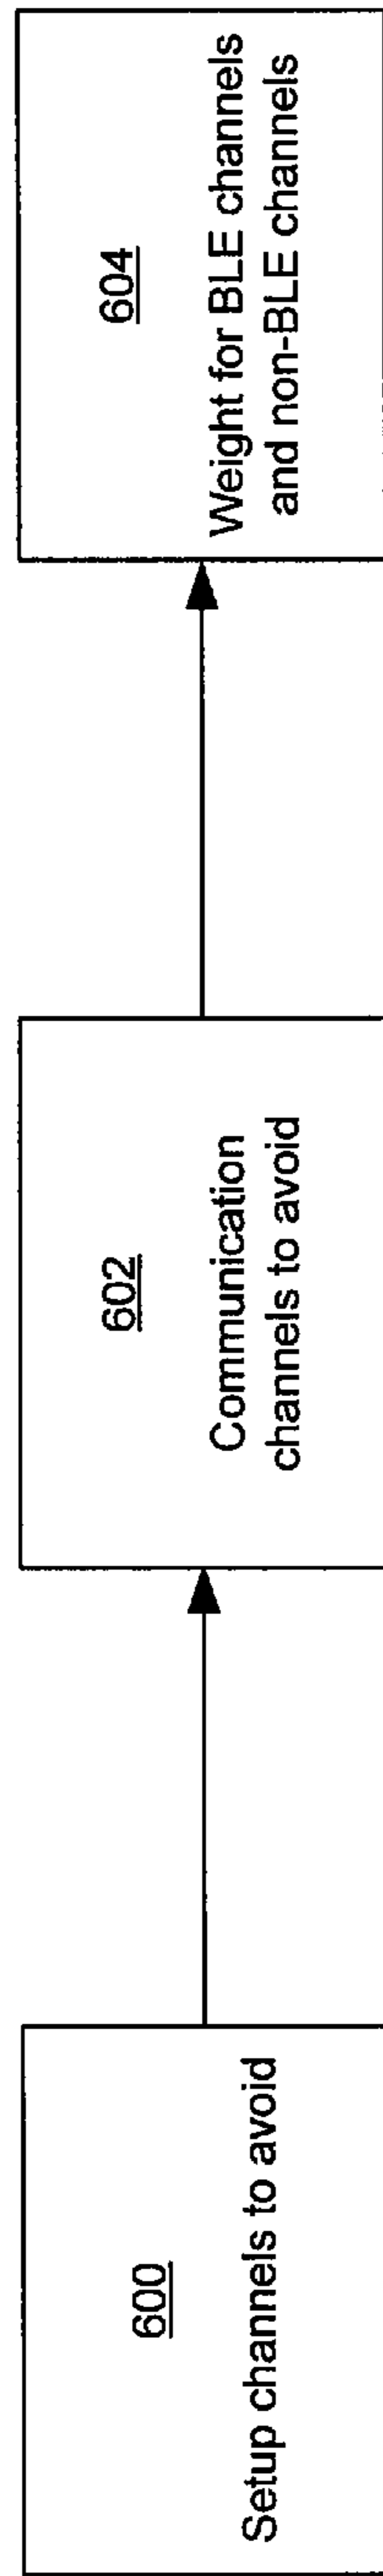 600
Setup channels to avoid
602
Communication
channels to avoid
604
Weight for BLE channels
and non-BLE channels